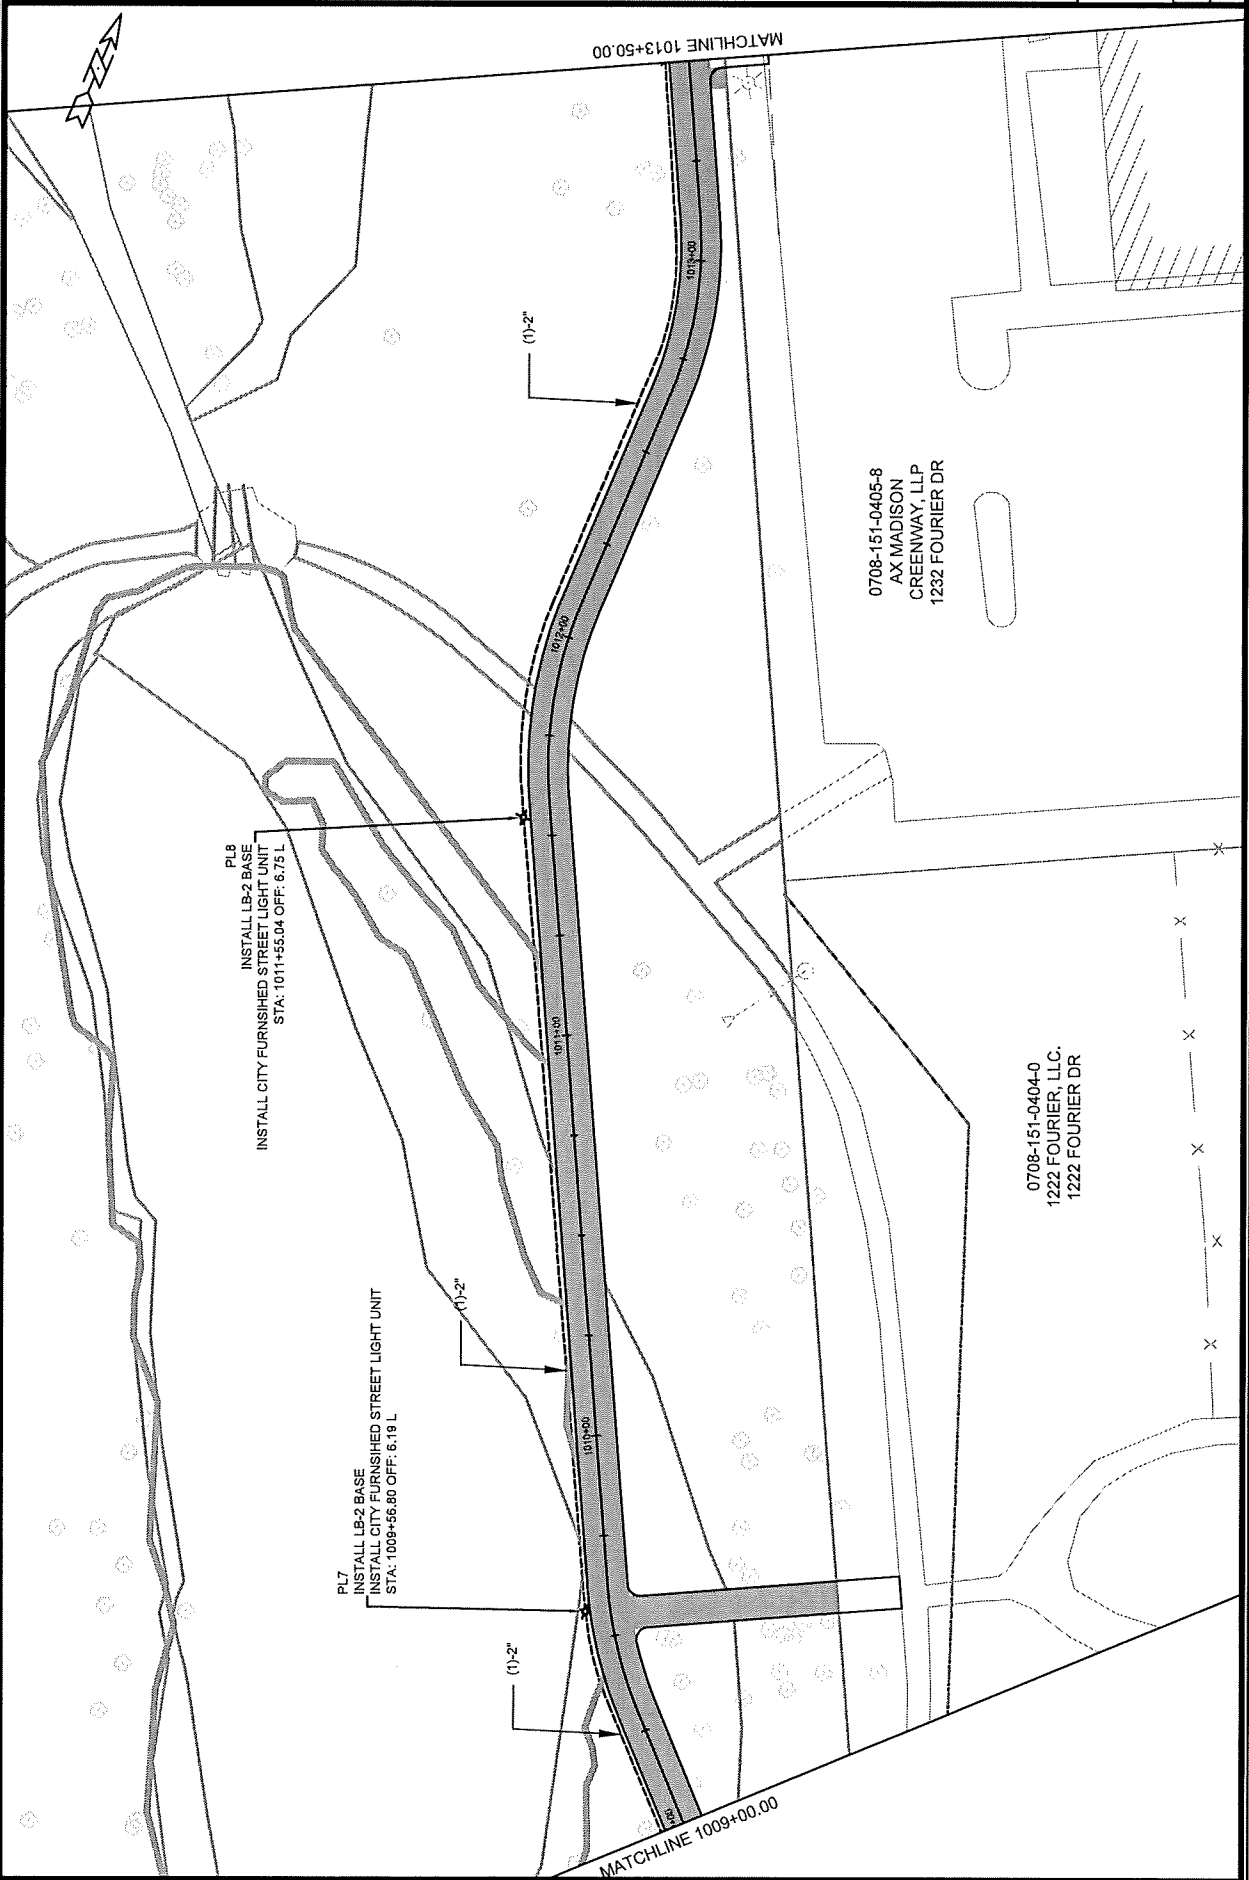 MATCHLINE 1013+50.00
(1)-2"
1013+00
1012+00
0708-151-0405-8
AX MADISON
CREENWAY, LLP
1232 FOURIER DR
PL8
INSTALL LB-2 BASE
INSTALL CITY FURNSIHED STREET LIGHT UNIT
STA: 1011+55.04 OFF: 6.75 L
1011+00
0708-151-0404-0
1222 FOURIER, LLC.
1222 FOURIER DR
(1)-2"
1010+00
PL7
INSTALL LB-2 BASE
INSTALL CITY FURNSIHED STREET LIGHT UNIT
STA: 1009+56.80 OFF: 6.19 L
(1)-2"
+00
MATCHLINE 1009+00.00